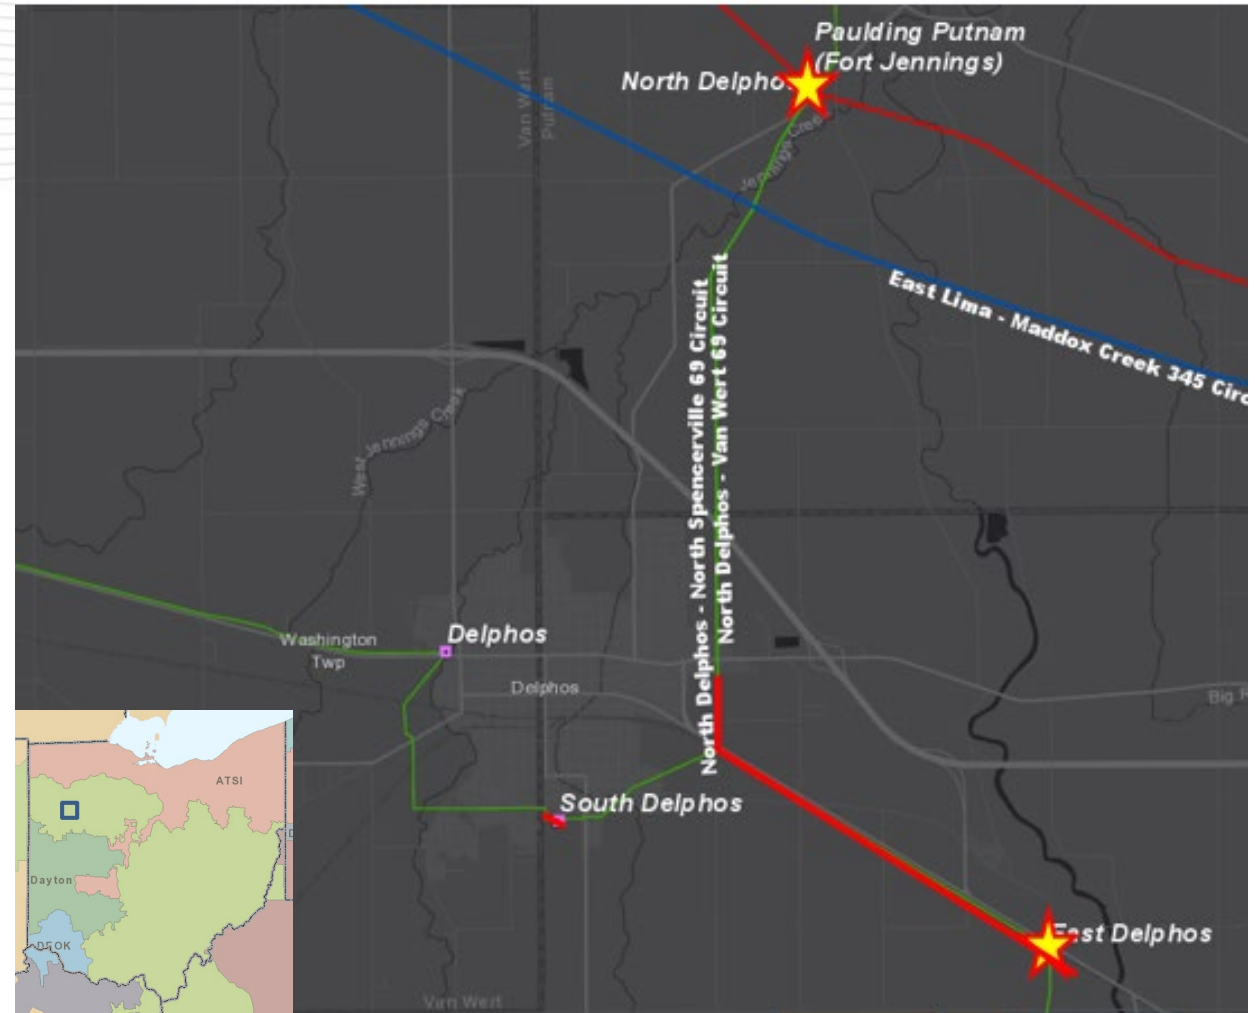 Paulding Putnam
(Fort Jennings)
North Delphos
Van Wert
Putnam
Jennings Creek
East Lima - Maddox Creek 345 Circ
North Delphos - North Spencerville 69 Circuit
North Delphos - Van Wert 69 Circuit
West Jennings Creek
Delphos
Washington
Twp
Delphos
Big
South Delphos
East Delphos
Van Wert
ATSI
Dayton
DEOK